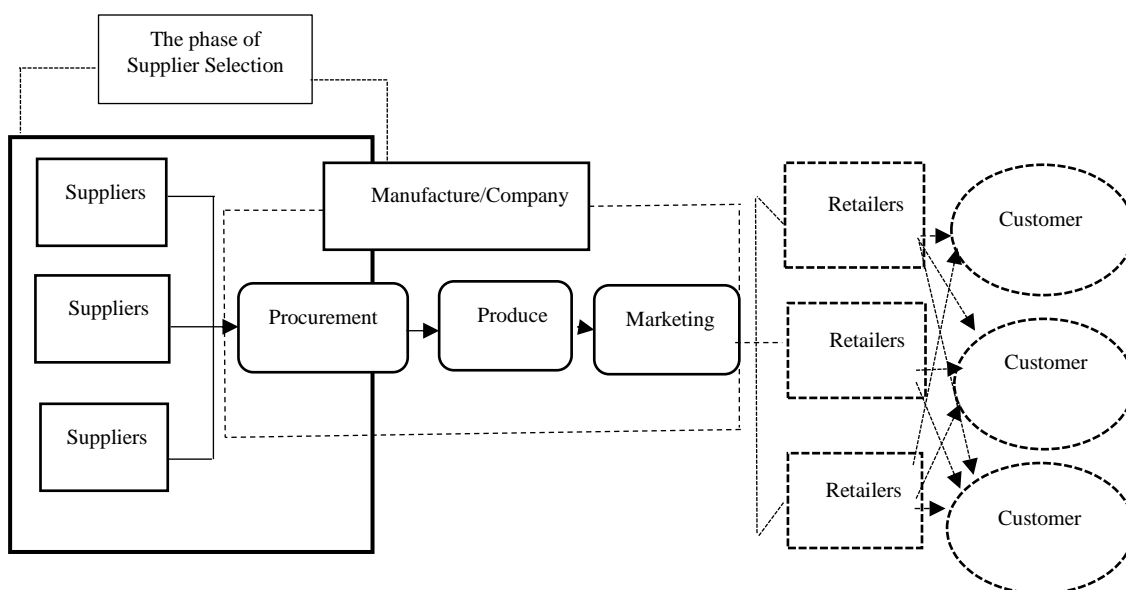 The phase of
Supplier Selection
Suppliers
Manufacture/Company
Retailers
Customer
Suppliers
Procurement
Produce
Marketing
Retailers
Customer
Suppliers
Retailers
Customer